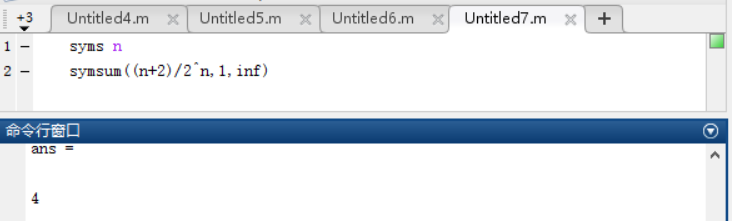 +3 Untitled4.m Untitled5.m Untitled6.m Untitled7.m +
1 – syms n
2 – symsum((n+2)/2^n,1,inf)
命令行窗口
ans =
4